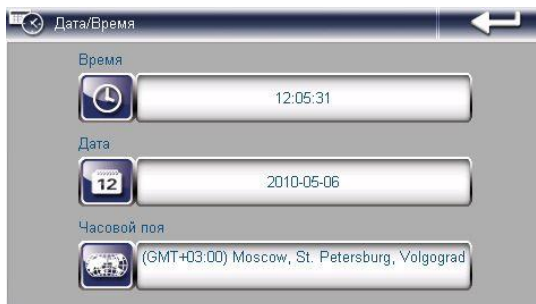 Дата/Время
Время
12:05:31
Дата
12
2010-05-06
Часовой поя
(GMT+03:00) Moscow, St. Petersburg, Volgograd